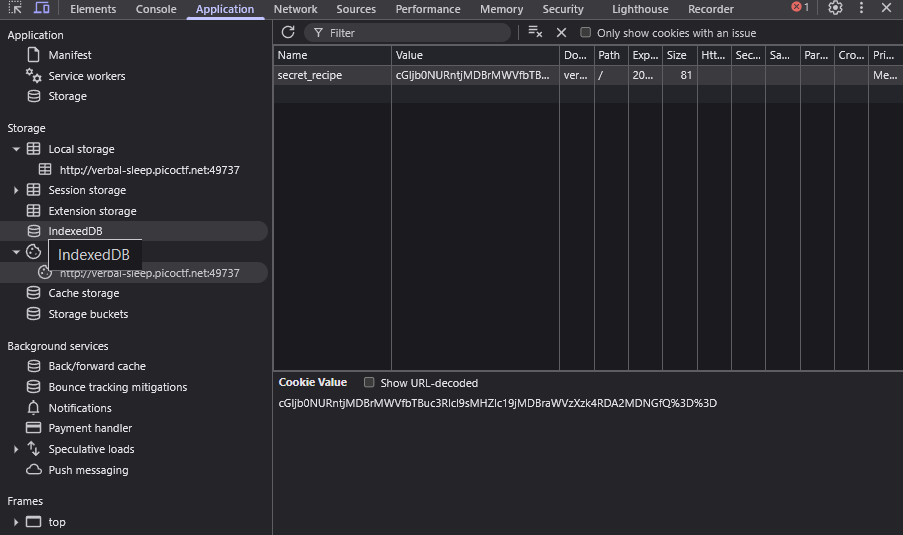 Elements Console Application Network Sources Performance Memory Security Lighthouse Recorder 1
Application
Manifest
Service workers
Storage
Storage
Local storage
http://verbal-sleep.picoctf.net:49737
Session storage
Extension storage
IndexedDB
IndexedDB
http://verbal-sleep.picoctf.net:49737
Cache storage
Storage buckets
Background services
Back/forward cache
Bounce tracking mitigations
Notifications
Payment handler
Speculative loads
Push messaging
Frames
top
Filter Only show cookies with an issue
Name Value Do... Path Exp... Size Htt... Sec... Sa... Par... Cro... Pri...
secret_recipe cGljb0NURntjMDBrMWVfbTB... ver... / 20... 81 Me...
Cookie Value Show URL-decoded
cGljb0NURntjMDBrMWVfbTBuc3Rlcl9sMHZlc19jMDBraWVzXzk4RDA2MDNGfQ%3D%3D